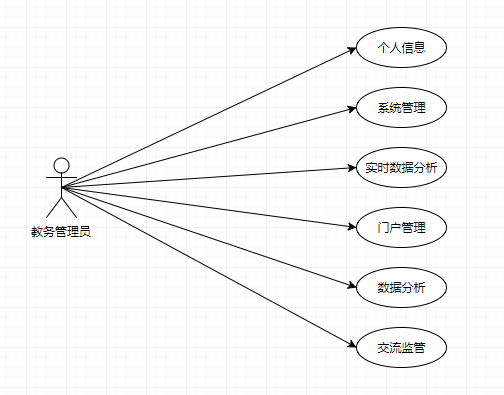 个人信息
系统管理
实时数据分析
教务管理员
门户管理
数据分析
交流监管